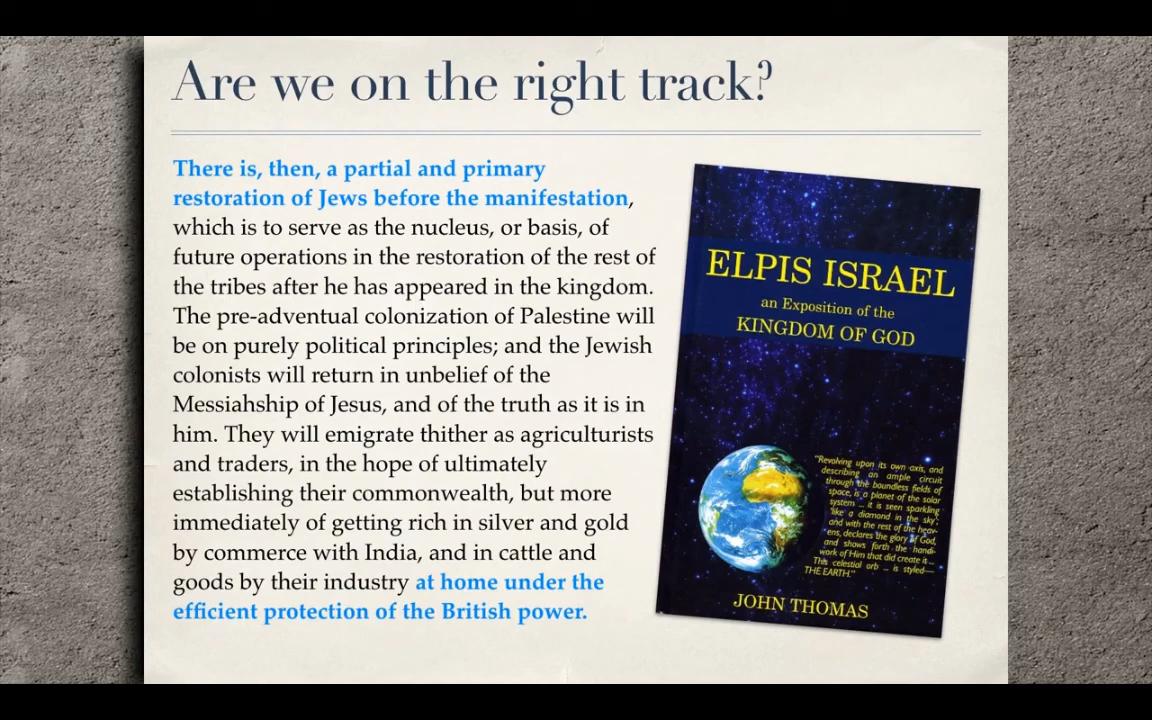 Are we on the right track?
There is, then, a partial and primary
restoration of Jews before the manifestation,
which is to serve as the nucleus, or basis, of
future operations in the restoration of the rest of
the tribes after he has appeared in the kingdom.
The pre-adventual colonization of Palestine will
be on purely political principles; and the Jewish
colonists will return in unbelief of the
Messiahship of Jesus, and of the truth as it is in
him. They will emigrate thither as agriculturists
and traders, in the hope of ultimately
establishing their commonwealth, but more
immediately of getting rich in silver and gold
by commerce with India, and in cattle and
goods by their industry at home under the
efficient protection of the British power.
ELPIS ISRAEL
an Exposition of the
KINGDOM OF GOD
"Revolving upon its own axis, and
describing an ample circuit
through the boundless fields of
space, is a planet of the solar
system ... it is seen sparkling
'like a diamond in the sky';
and with the rest of the heav-
ens, declares the glory of God,
and shows forth the handi-
work of Him that did create it ...
This celestial orb ... is styled—
THE EARTH."
JOHN THOMAS